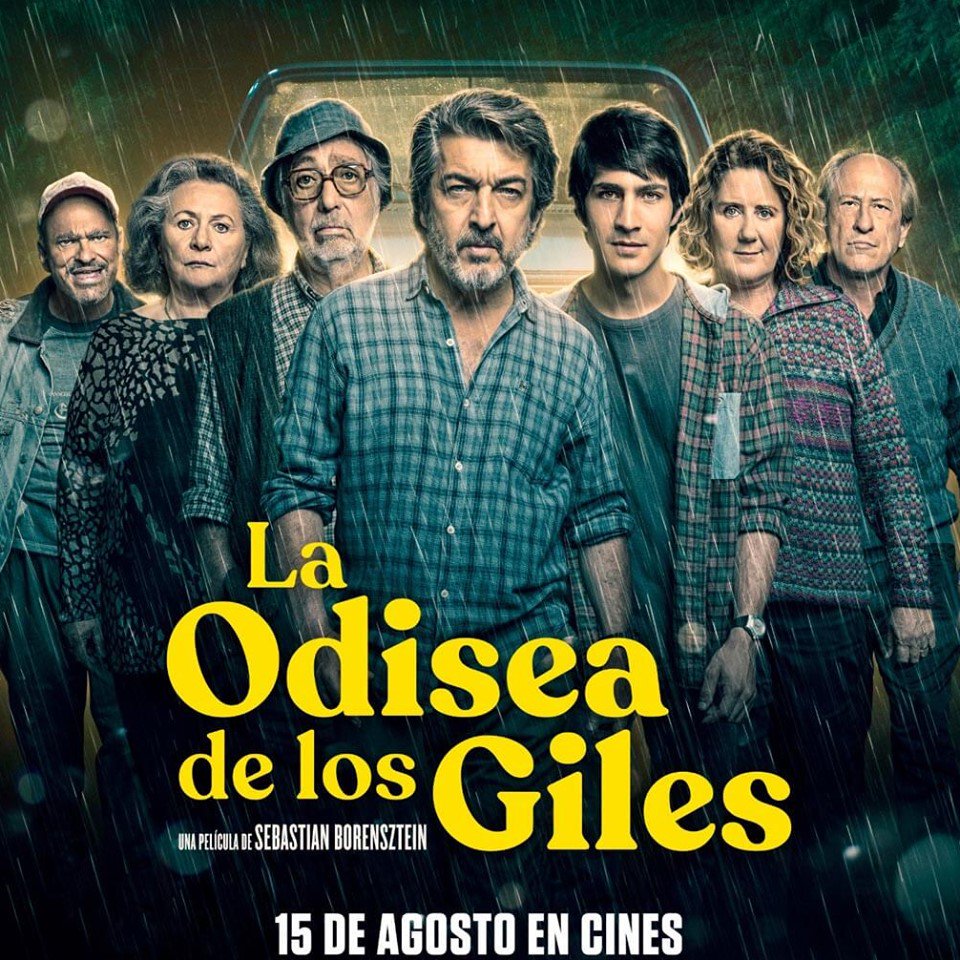 La
Odisea
de los
Giles
UNA PELÍCULA DE SEBASTIAN BORENSZTEIN
15 DE AGOSTO EN CINES